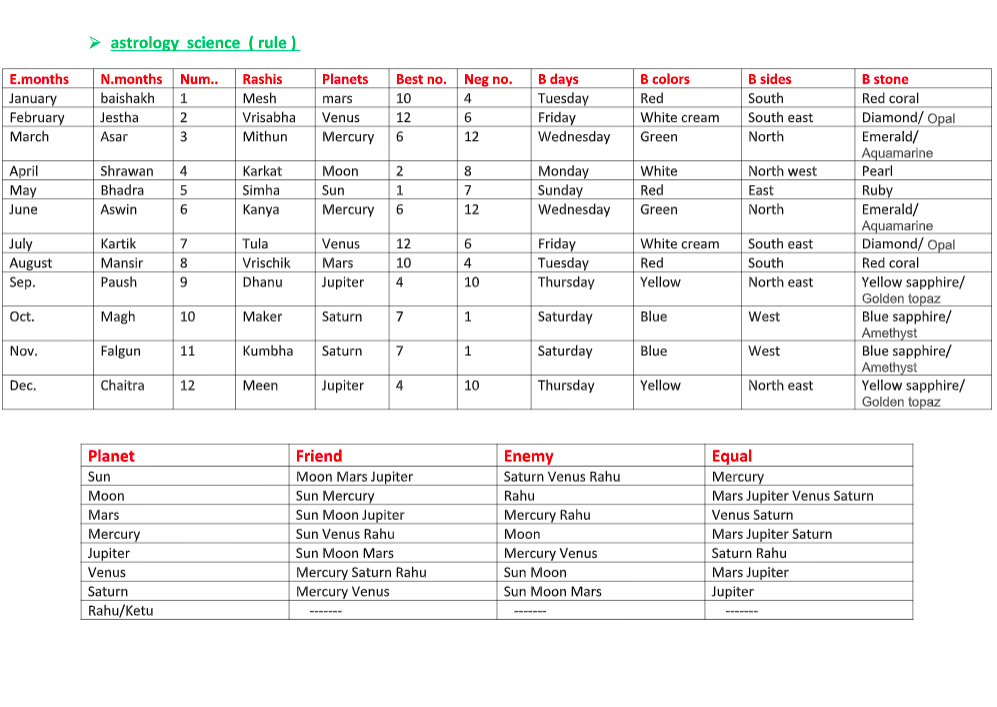 ➢ astrology science ( rule )
E.months N.months Num.. Rashis Planets Best no. Neg no. B days B colors B sides B stone
January baishakh 1 Mesh mars 10 4 Tuesday Red South Red coral
February Jestha 2 Vrisabha Venus 12 6 Friday White cream South east Diamond/ Opal
March Asar 3 Mithun Mercury 6 12 Wednesday Green North Emerald/
Aquamarine
April Shrawan 4 Karkat Moon 2 8 Monday White North west Pearl
May Bhadra 5 Simha Sun 1 7 Sunday Red East Ruby
June Aswin 6 Kanya Mercury 6 12 Wednesday Green North Emerald/
Aquamarine
July Kartik 7 Tula Venus 12 6 Friday White cream South east Diamond/ Opal
August Mansir 8 Vrischik Mars 10 4 Tuesday Red South Red coral
Sep. Paush 9 Dhanu Jupiter 4 10 Thursday Yellow North east Yellow sapphire/
Golden topaz
Oct. Magh 10 Maker Saturn 7 1 Saturday Blue West Blue sapphire/
Amethyst
Nov. Falgun 11 Kumbha Saturn 7 1 Saturday Blue West Blue sapphire/
Amethyst
Dec. Chaitra 12 Meen Jupiter 4 10 Thursday Yellow North east Yellow sapphire/
Golden topaz
Planet Friend Enemy Equal
Sun Moon Mars Jupiter Saturn Venus Rahu Mercury
Moon Sun Mercury Rahu Mars Jupiter Venus Saturn
Mars Sun Moon Jupiter Mercury Rahu Venus Saturn
Mercury Sun Venus Rahu Moon Mars Jupiter Saturn
Jupiter Sun Moon Mars Mercury Venus Saturn Rahu
Venus Mercury Saturn Rahu Sun Moon Mars Jupiter
Saturn Mercury Venus Sun Moon Mars Jupiter
Rahu/Ketu ------- ------- -------